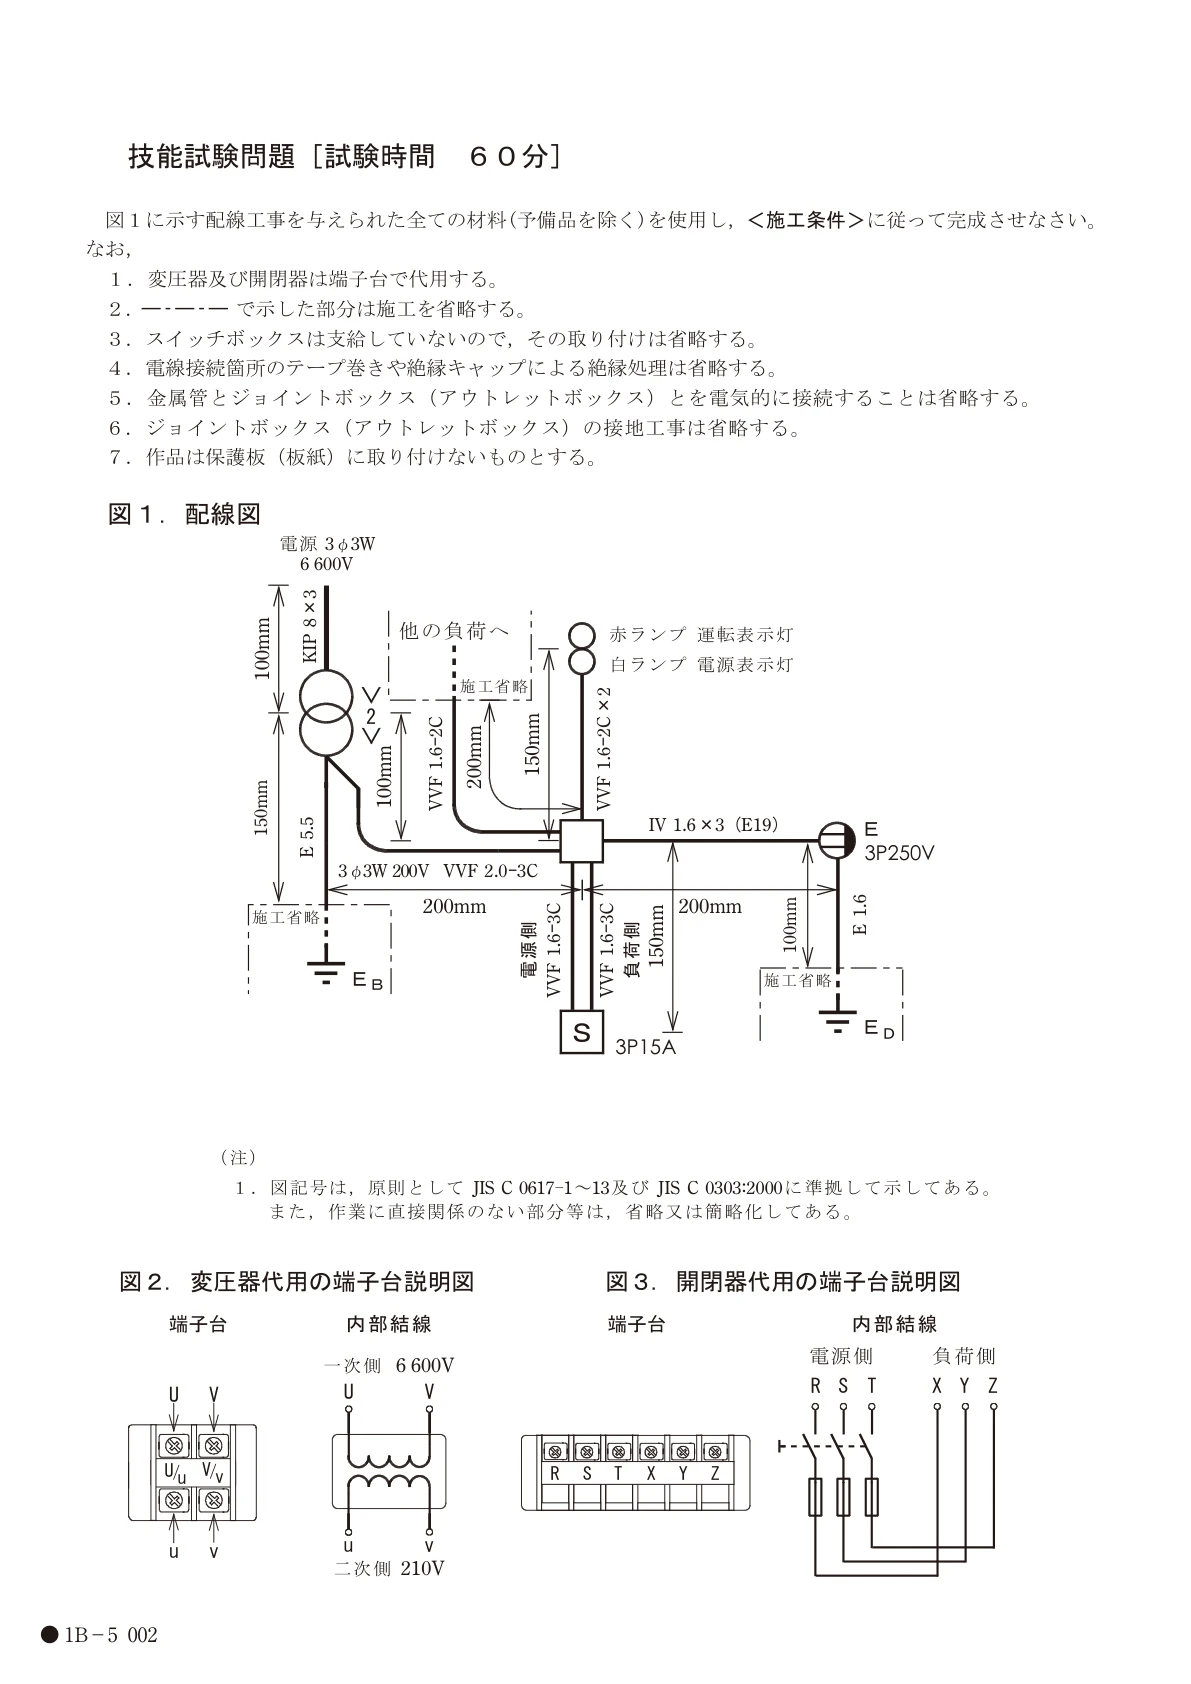 技能試験問題［試験時間　６０分］
図１に示す配線工事を与えられた全ての材料(予備品を除く)を使用し，＜施工条件＞に従って完成させなさい。
なお，
１．変圧器及び開閉器は端子台で代用する。
２．―-―-― で示した部分は施工を省略する。
３．スイッチボックスは支給していないので，その取り付けは省略する。
４．電線接続箇所のテープ巻きや絶縁キャップによる絶縁処理は省略する。
５．金属管とジョイントボックス（アウトレットボックス）とを電気的に接続することは省略する。
６．ジョイントボックス（アウトレットボックス）の接地工事は省略する。
７．作品は保護板（板紙）に取り付けないものとする。
図１．配線図
電源 3φ3W
6 600V
100mm
KIP 8×3
他の負荷へ
施工省略
赤ランプ 運転表示灯
白ランプ 電源表示灯
2
150mm
E 5.5
100mm
VVF 1.6-2C
200mm
150mm
VVF 1.6-2C×2
IV 1.6×3（E19）
E
3P250V
3φ3W 200V VVF 2.0-3C
200mm
200mm
施工省略
E B
電源側
VVF 1.6-3C
VVF 1.6-3C
負荷側
150mm
100mm
E 1.6
施工省略
E D
S
3P15A
（注）
１．図記号は，原則として JIS C 0617-1～13及び JIS C 0303:2000に準拠して示してある。
また，作業に直接関係のない部分等は，省略又は簡略化してある。
図２．変圧器代用の端子台説明図
図３．開閉器代用の端子台説明図
端子台
内部結線
端子台
内部結線
一次側 6 600V
電源側
負荷側
U V
U V
R S T X Y Z
U/u V/v
R S T X Y Z
u v
u v
二次側 210V
●1B－5 002